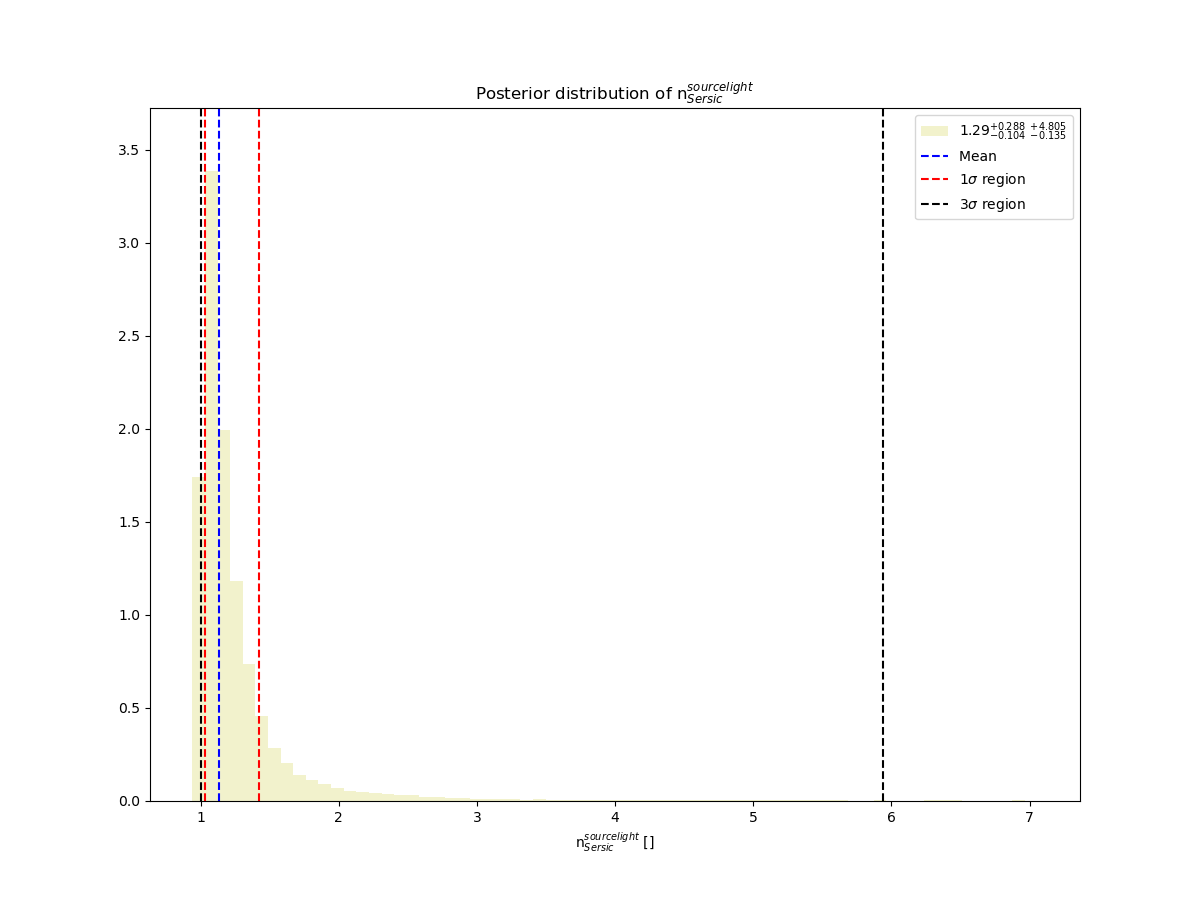 Posterior distribution of n$^{sourcelight}_{Sersic}$
3.5
3.0
2.5
2.0
1.5
1.0
0.5
0.0
1 2 3 4 5 6 7
n$^{sourcelight}_{Sersic}$ []
1.29$^{+0.288}_{-0.104}$ $^{+4.805}_{-0.135}$
Mean
1σ region
3σ region